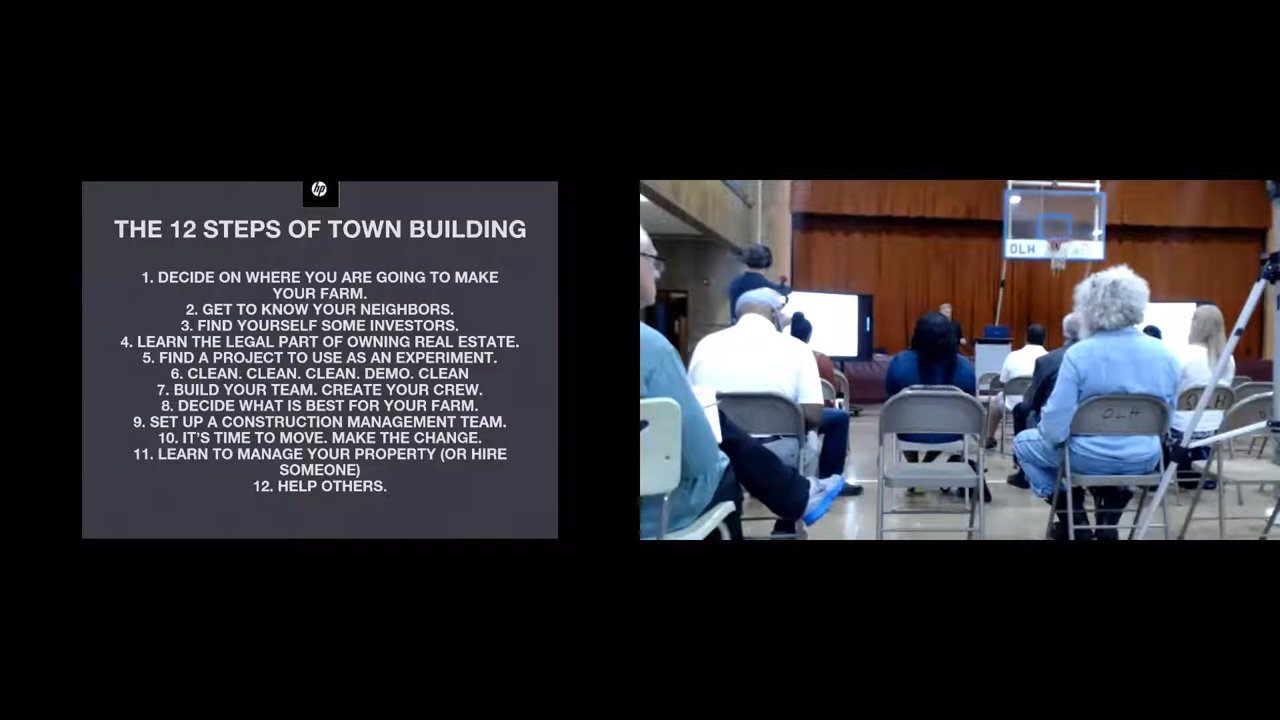 hp
THE 12 STEPS OF TOWN BUILDING
1. DECIDE ON WHERE YOU ARE GOING TO MAKE
YOUR FARM.
2. GET TO KNOW YOUR NEIGHBORS.
3. FIND YOURSELF SOME INVESTORS.
4. LEARN THE LEGAL PART OF OWNING REAL ESTATE.
5. FIND A PROJECT TO USE AS AN EXPERIMENT.
6. CLEAN. CLEAN. CLEAN. DEMO. CLEAN
7. BUILD YOUR TEAM. CREATE YOUR CREW.
8. DECIDE WHAT IS BEST FOR YOUR FARM.
9. SET UP A CONSTRUCTION MANAGEMENT TEAM.
10. IT'S TIME TO MOVE. MAKE THE CHANGE.
11. LEARN TO MANAGE YOUR PROPERTY (OR HIRE
SOMEONE)
12. HELP OTHERS.
OLH
OLH
OLH